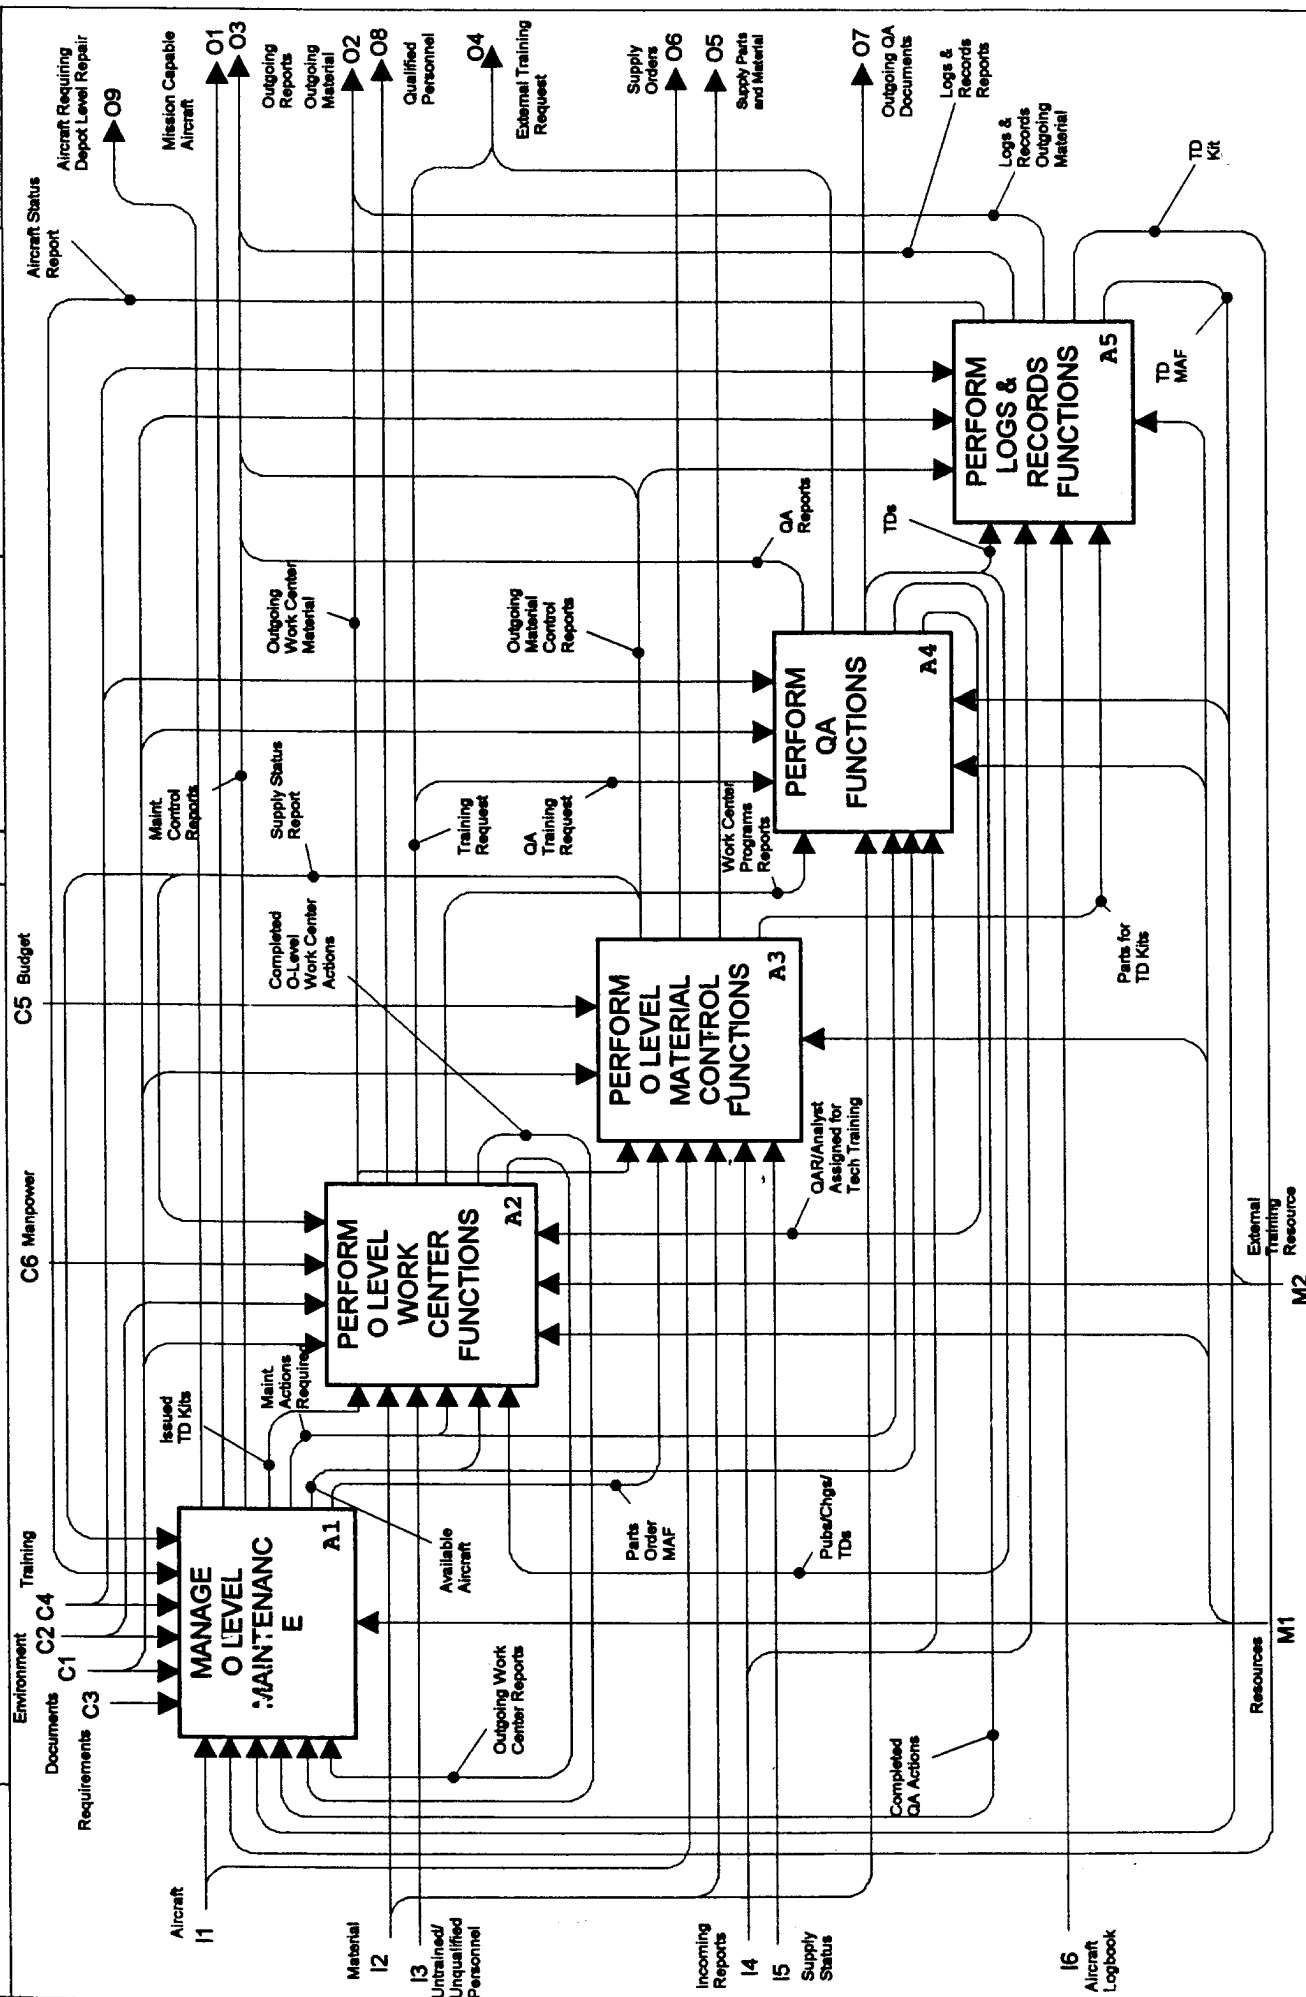 C5 Budget
C6 Manpower
Training
Environment
C4
C2
Documents
C1
Requirements
C3
Aircraft
I1
Material
I2
I3
Untrained/
Unqualified
Personnel
Incoming
Reports
I4
I5
Supply
Status
I6
Aircraft
Logbook
MANAGE
O LEVEL
MAINTENANC
E
A1
PERFORM
O LEVEL
WORK
CENTER
FUNCTIONS
A2
PERFORM
O LEVEL
MATERIAL
CONTROL
FUNCTIONS
A3
PERFORM
QA
FUNCTIONS
A4
PERFORM
LOGS &
RECORDS
FUNCTIONS
A5
Issued
TD Kits
Maint.
Actions
Required
Available
Aircraft
Parts
Order
MAF
Pubs/Chgs/
TDs
Outgoing Work
Center Reports
Completed
QA Actions
Maint.
Control
Reports
Supply Status
Report
Completed
O-Level
Work Center
Actions
Training
Request
QA
Training
Request
Work Center
Programs
Reports
QAR/Analyst
Assigned for
Tech Training
Outgoing
Work Center
Material
Outgoing
Material
Control
Reports
QA
Reports
TDs
Parts for
TD Kits
TD
MAF
TD
Kit
Logs &
Records
Outgoing
Material
Logs &
Records
Reports
Aircraft Status
Report
Aircraft Requiring
Depot Level Repair
O9
Mission Capable
Aircraft
O1
O3
Outgoing
Reports
Outgoing
Material
O2
O8
Qualified
Personnel
O4
External Training
Request
Supply
Orders
O6
O5
Supply Parts
and Material
O7
Outgoing QA
Documents
Resources
M1
External
Training
Resource
M2